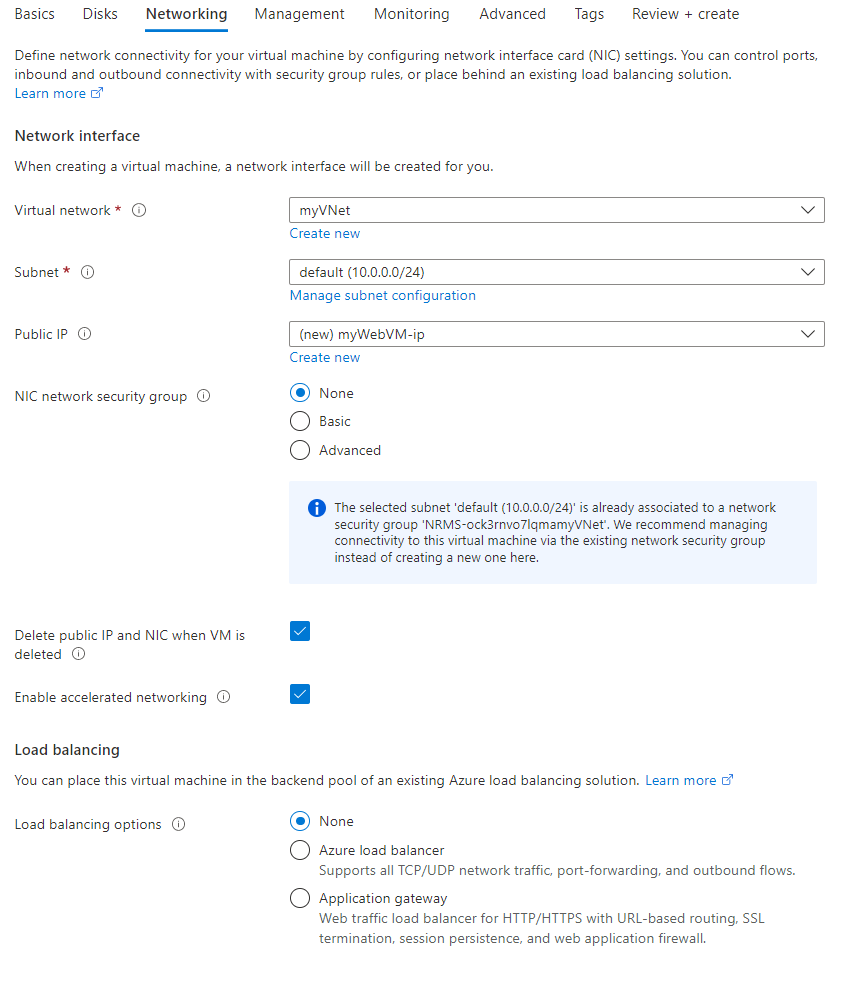 Basics Disks Networking Management Monitoring Advanced Tags Review + create
Define network connectivity for your virtual machine by configuring network interface card (NIC) settings. You can control ports,
inbound and outbound connectivity with security group rules, or place behind an existing load balancing solution.
Learn more
Network interface
When creating a virtual machine, a network interface will be created for you.
Virtual network *
myVNet
Create new
Subnet *
default (10.0.0.0/24)
Manage subnet configuration
Public IP
(new) myWebVM-ip
Create new
NIC network security group
None
Basic
Advanced
The selected subnet 'default (10.0.0.0/24)' is already associated to a network
security group 'NRMS-ock3rnvo7lqmamyVNet'. We recommend managing
connectivity to this virtual machine via the existing network security group
instead of creating a new one here.
Delete public IP and NIC when VM is
deleted
Enable accelerated networking
Load balancing
You can place this virtual machine in the backend pool of an existing Azure load balancing solution. Learn more
Load balancing options
None
Azure load balancer
Supports all TCP/UDP network traffic, port-forwarding, and outbound flows.
Application gateway
Web traffic load balancer for HTTP/HTTPS with URL-based routing, SSL
termination, session persistence, and web application firewall.